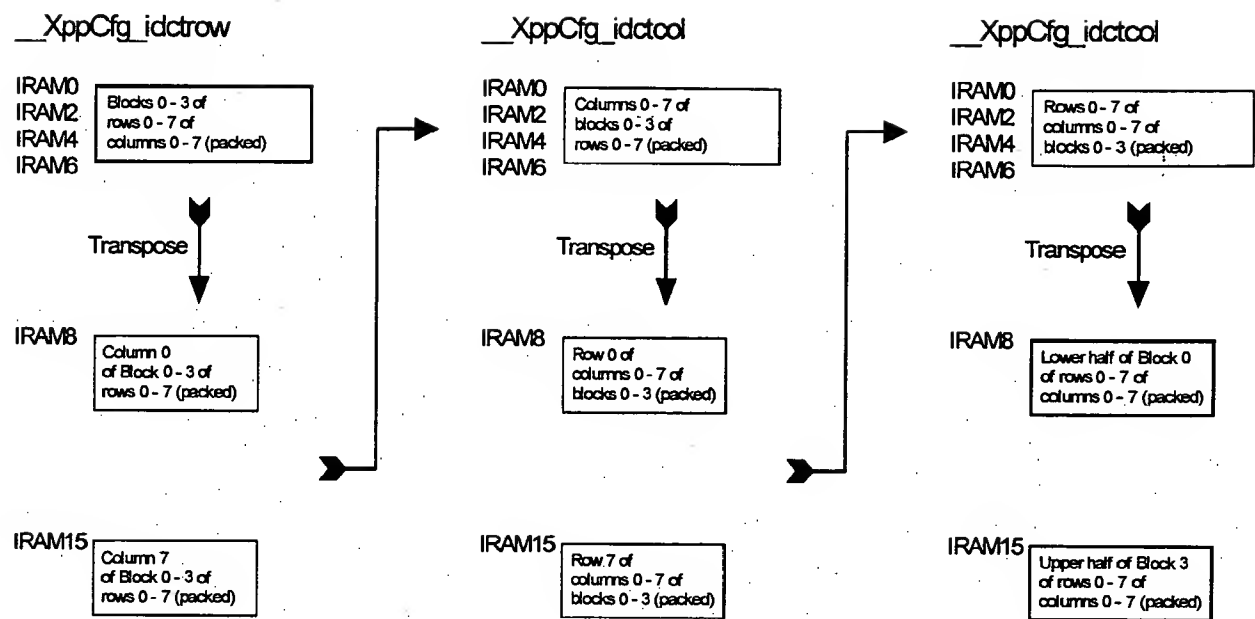 __XppCfg_idctrow
IRAM0
IRAM2
IRAM4
IRAM6
Blocks 0 - 3 of
rows 0 - 7 of
columns 0 - 7 (packed)
Transpose
IRAM8
Column 0
of Block 0 - 3 of
rows 0 - 7 (packed)
IRAM15
Column 7
of Block 0 - 3 of
rows 0 - 7 (packed)
__XppCfg_idctcol
IRAM0
IRAM2
IRAM4
IRAM6
Columns 0 - 7 of
blocks 0 - 3 of
rows 0 - 7 (packed)
Transpose
IRAM8
Row 0 of
columns 0 - 7 of
blocks 0 - 3 (packed)
IRAM15
Row 7 of
columns 0 - 7 of
blocks 0 - 3 (packed)
__XppCfg_idctcol
IRAM0
IRAM2
IRAM4
IRAM6
Rows 0 - 7 of
columns 0 - 7 of
blocks 0 - 3 (packed)
Transpose
IRAM8
Lower half of Block 0
of rows 0 - 7 of
columns 0 - 7 (packed)
IRAM15
Upper half of Block 3
of rows 0 - 7 of
columns 0 - 7 (packed)